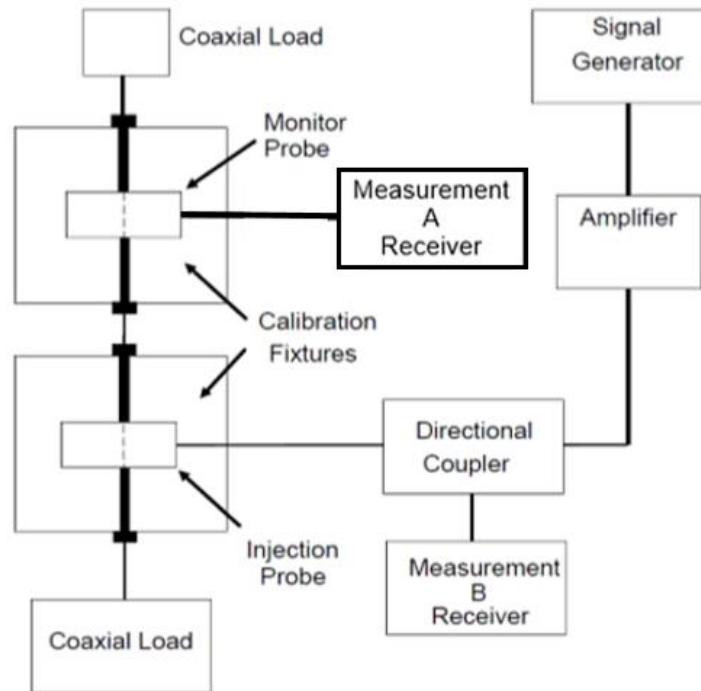 Coaxial Load
Signal
Generator
Monitor
Probe
Measurement
A
Receiver
Amplifier
Calibration
Fixtures
Directional
Coupler
Injection
Probe
Measurement
B
Receiver
Coaxial Load